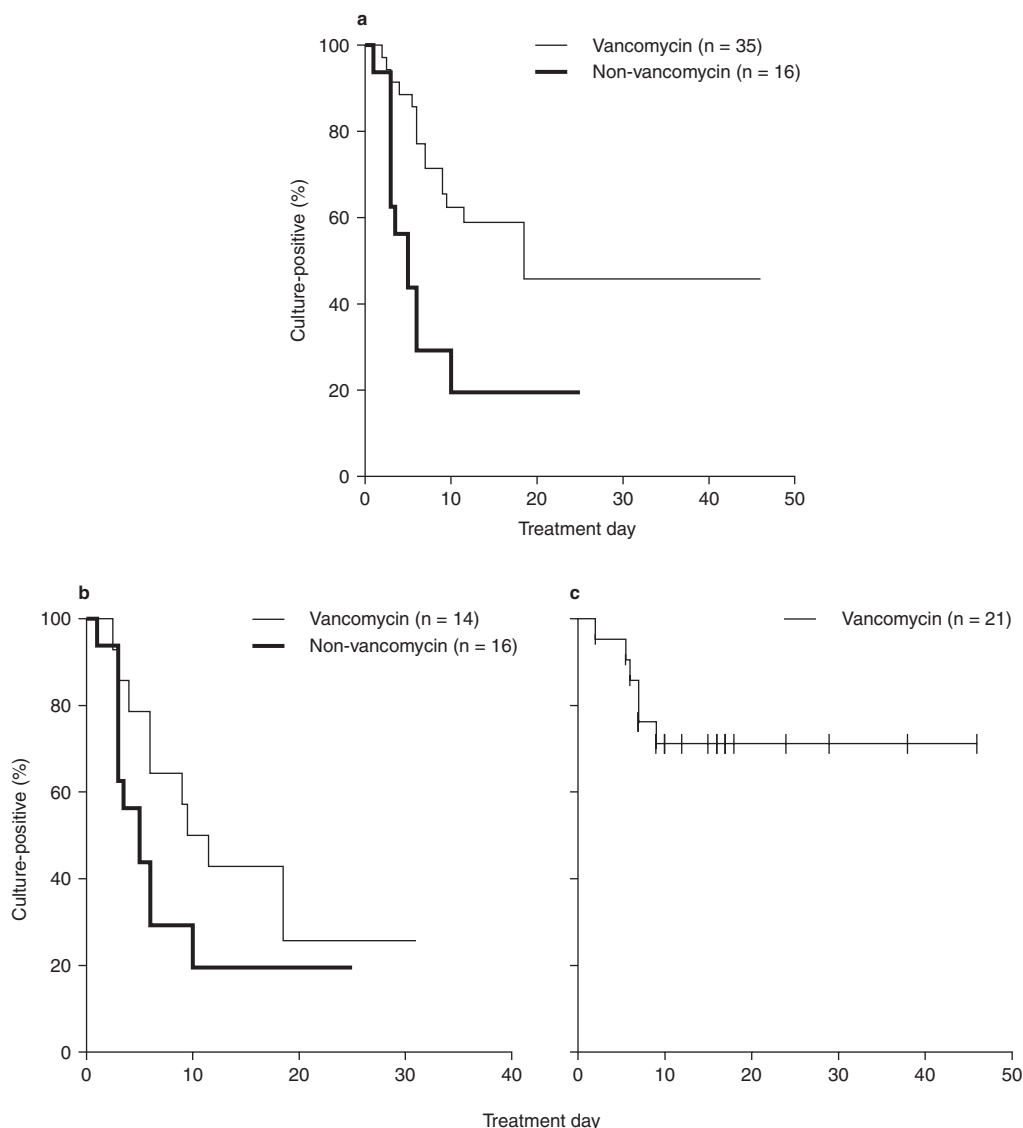 a
Vancomycin (n = 35)
Non-vancomycin (n = 16)
100
80
60
40
20
0
Culture-positive (%)
0 10 20 30 40 50
Treatment day
b
Vancomycin (n = 14)
Non-vancomycin (n = 16)
100
80
60
40
20
0
Culture-positive (%)
0 10 20 30 40
c
Vancomycin (n = 21)
0 10 20 30 40 50
Treatment day